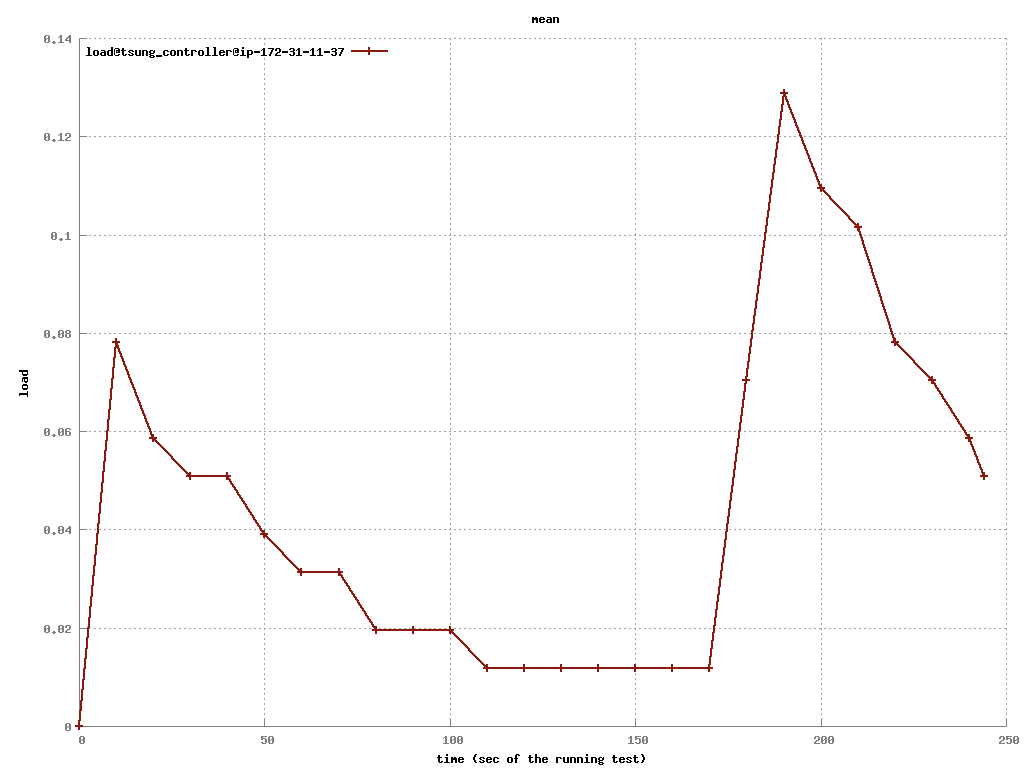 mean
load@tsung_controller@ip-172-31-11-37
0.14
0.12
0.1
0.08
0.06
0.04
0.02
0
load
0 50 100 150 200 250
time (sec of the running test)